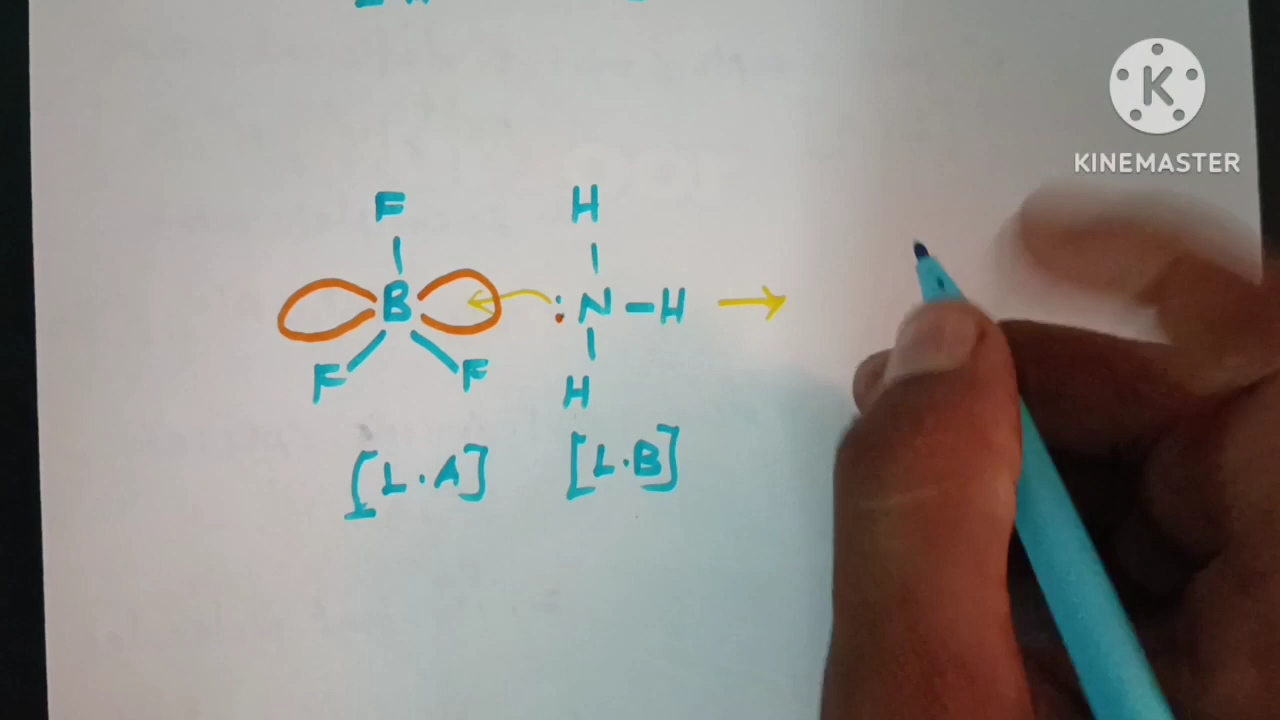 K
KINEMASTER
F H
B : N - H →
F F H
[L.A] [L.B]